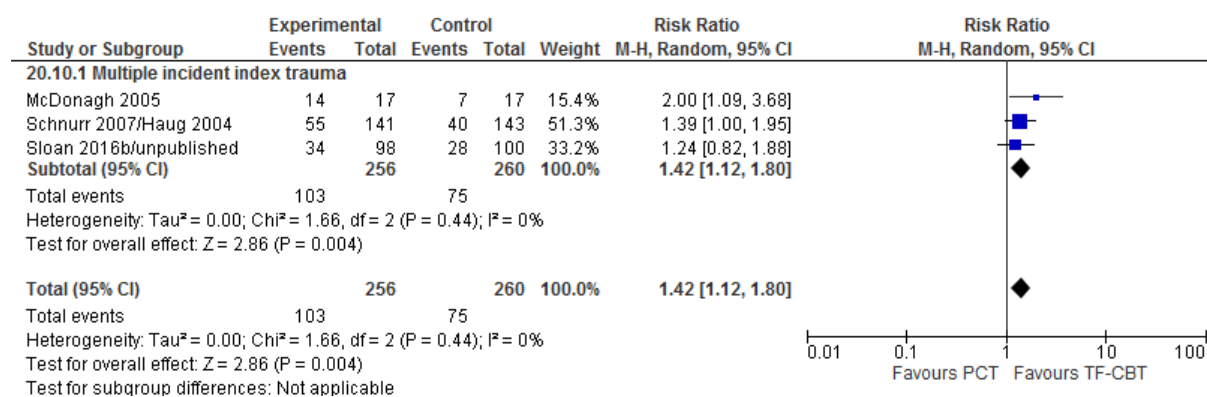 Experimental Control Risk Ratio Risk Ratio
Study or Subgroup Events Total Events Total Weight M-H, Random, 95% CI M-H, Random, 95% CI
20.10.1 Multiple incident index trauma
McDonagh 2005 14 17 7 17 15.4% 2.00 [1.09, 3.68]
Schnurr 2007/Haug 2004 55 141 40 143 51.3% 1.39 [1.00, 1.95]
Sloan 2016b/unpublished 34 98 28 100 33.2% 1.24 [0.82, 1.88]
Subtotal (95% CI) 256 260 100.0% 1.42 [1.12, 1.80]
Total events 103 75
Heterogeneity: Tau² = 0.00; Chi² = 1.66, df = 2 (P = 0.44); I² = 0%
Test for overall effect: Z = 2.86 (P = 0.004)
Total (95% CI) 256 260 100.0% 1.42 [1.12, 1.80]
Total events 103 75
Heterogeneity: Tau² = 0.00; Chi² = 1.66, df = 2 (P = 0.44); I² = 0%
Test for overall effect: Z = 2.86 (P = 0.004)
Test for subgroup differences: Not applicable
0.01 0.1 1 10 100
Favours PCT Favours TF-CBT